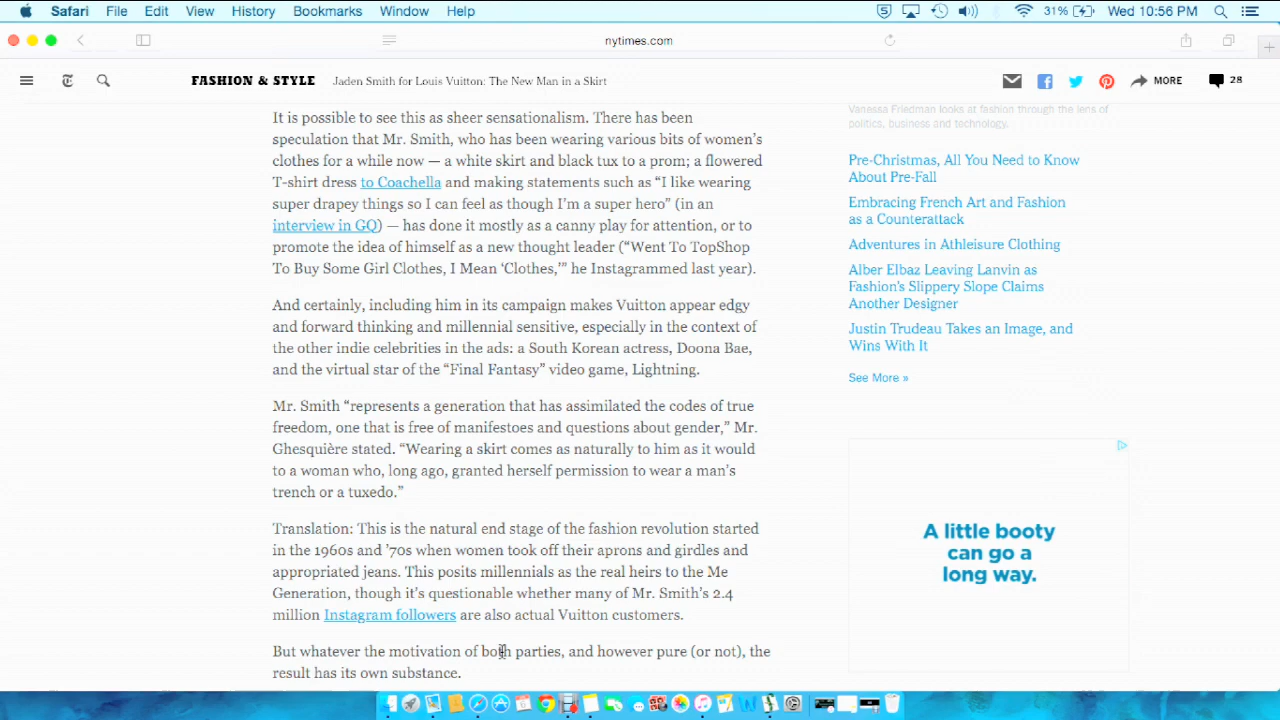 Safari File Edit View History Bookmarks Window Help 31% Wed 10:56 PM
nytimes.com
FASHION & STYLE Jaden Smith for Louis Vuitton: The New Man in a Skirt MORE 28
It is possible to see this as sheer sensationalism. There has been
speculation that Mr. Smith, who has been wearing various bits of women’s
clothes for a while now — a white skirt and black tux to a prom; a flowered
T-shirt dress to Coachella and making statements such as “I like wearing
super drapey things so I can feel as though I’m a super hero” (in an
interview in GQ) — has done it mostly as a canny play for attention, or to
promote the idea of himself as a new thought leader (“Went To TopShop
To Buy Some Girl Clothes, I Mean ‘Clothes,’” he Instagrammed last year).
And certainly, including him in its campaign makes Vuitton appear edgy
and forward thinking and millennial sensitive, especially in the context of
the other indie celebrities in the ads: a South Korean actress, Doona Bae,
and the virtual star of the “Final Fantasy” video game, Lightning.
Mr. Smith “represents a generation that has assimilated the codes of true
freedom, one that is free of manifestoes and questions about gender,” Mr.
Ghesquière stated. “Wearing a skirt comes as naturally to him as it would
to a woman who, long ago, granted herself permission to wear a man’s
trench or a tuxedo.”
Translation: This is the natural end stage of the fashion revolution started
in the 1960s and ’70s when women took off their aprons and girdles and
appropriated jeans. This posits millennials as the real heirs to the Me
Generation, though it’s questionable whether many of Mr. Smith’s 2.4
million Instagram followers are also actual Vuitton customers.
But whatever the motivation of both parties, and however pure (or not), the
result has its own substance.
Vanessa Friedman looks at fashion through the lens of
politics, business and technology.
Pre-Christmas, All You Need to Know
About Pre-Fall
Embracing French Art and Fashion
as a Counterattack
Adventures in Athleisure Clothing
Alber Elbaz Leaving Lanvin as
Fashion’s Slippery Slope Claims
Another Designer
Justin Trudeau Takes an Image, and
Wins With It
See More »
A little booty
can go a
long way.